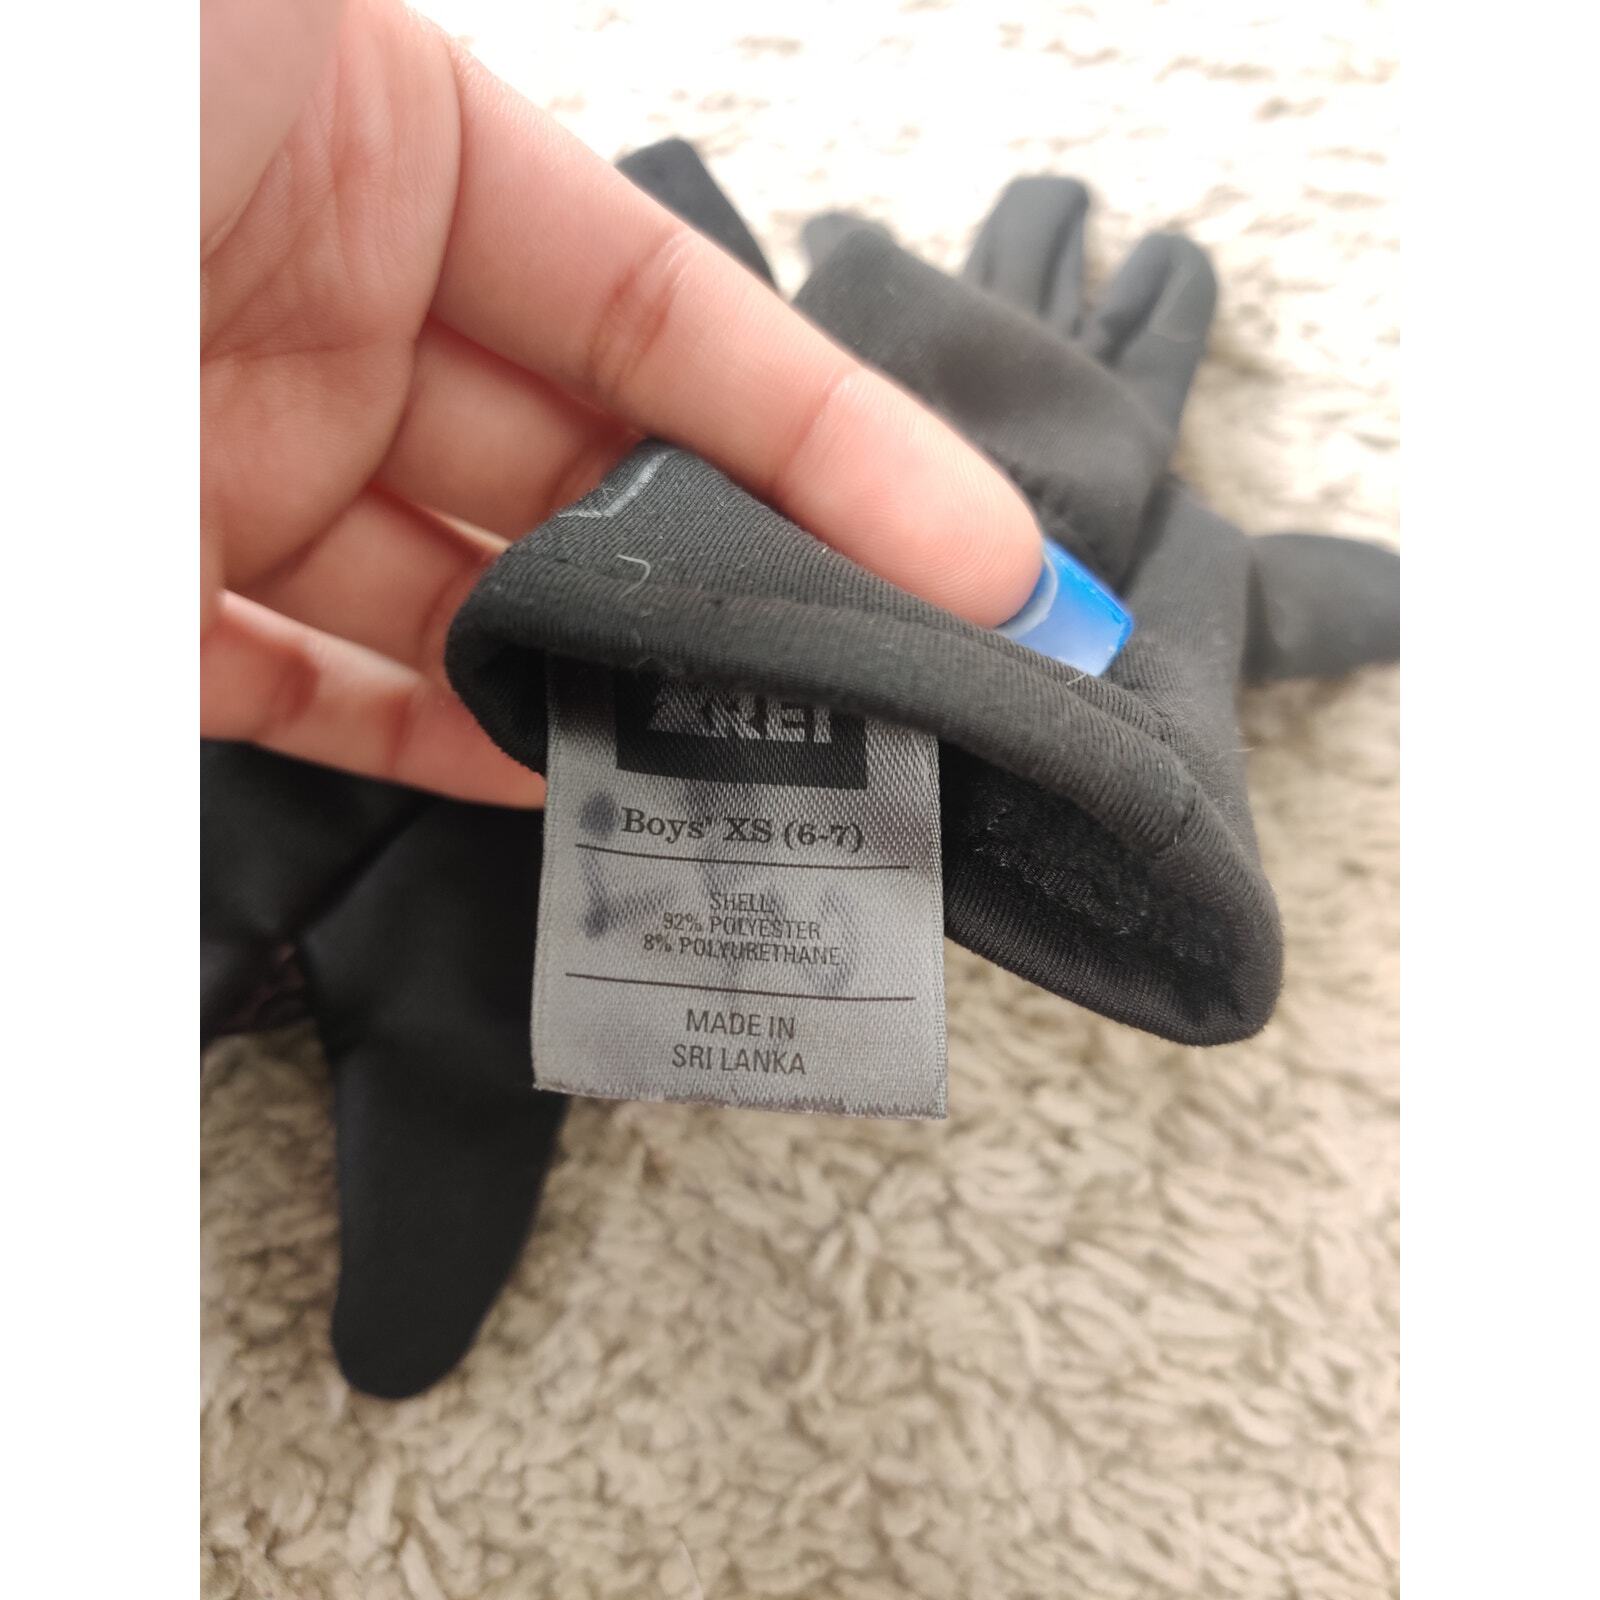 REI
Boys' XS (6-7)
SHELL:
92% POLYESTER
8% POLYURETHANE
MADE IN
SRI LANKA